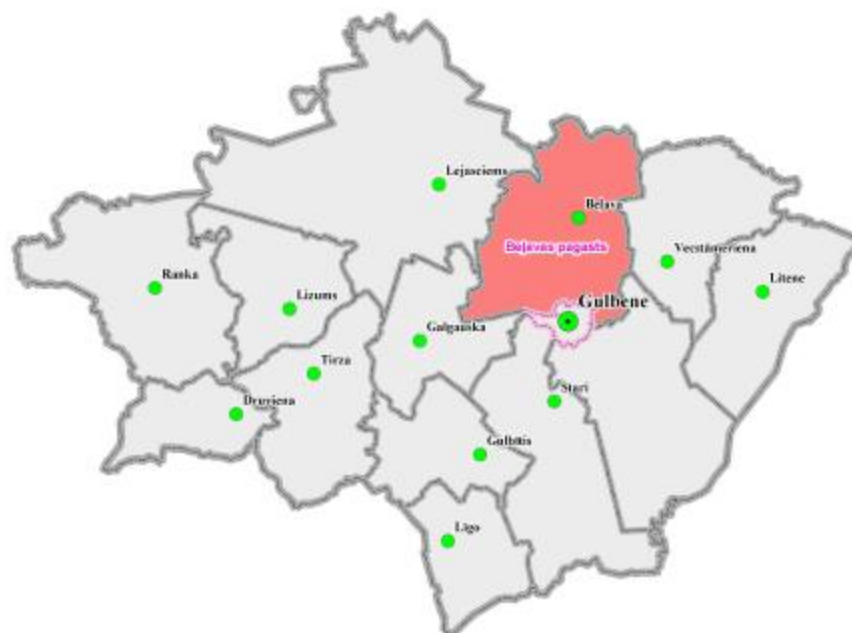 Lejasciems
Beļava
Beļavas pagasts
Vecstāmeriena
Litene
Ranka
Lizums
Gulbene
Galgauska
Tirza
Druviena
Stari
Gulbītis
Līgo